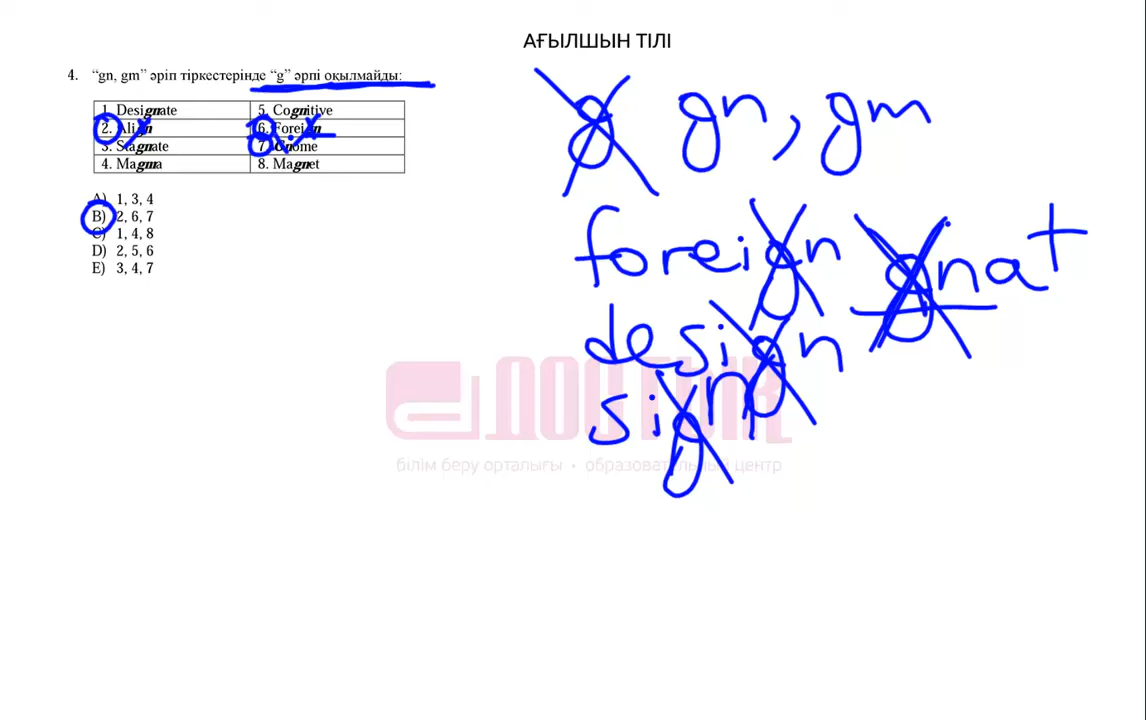 АҒЫЛШЫН ТІЛІ
4. “gn, gm” әріп тіркестерінде “g” әрпі оқылмайды:
1. Designate 5. Cognitive
2. Align 6. Foreign
3. Stagnate 7. Gnome
4. Magma 8. Magnet
A) 1, 3, 4
B) 2, 6, 7
C) 1, 4, 8
D) 2, 5, 6
E) 3, 4, 7
g gn, gm
foreign gnat
design
sign
білім беру орталығы • образовательный центр